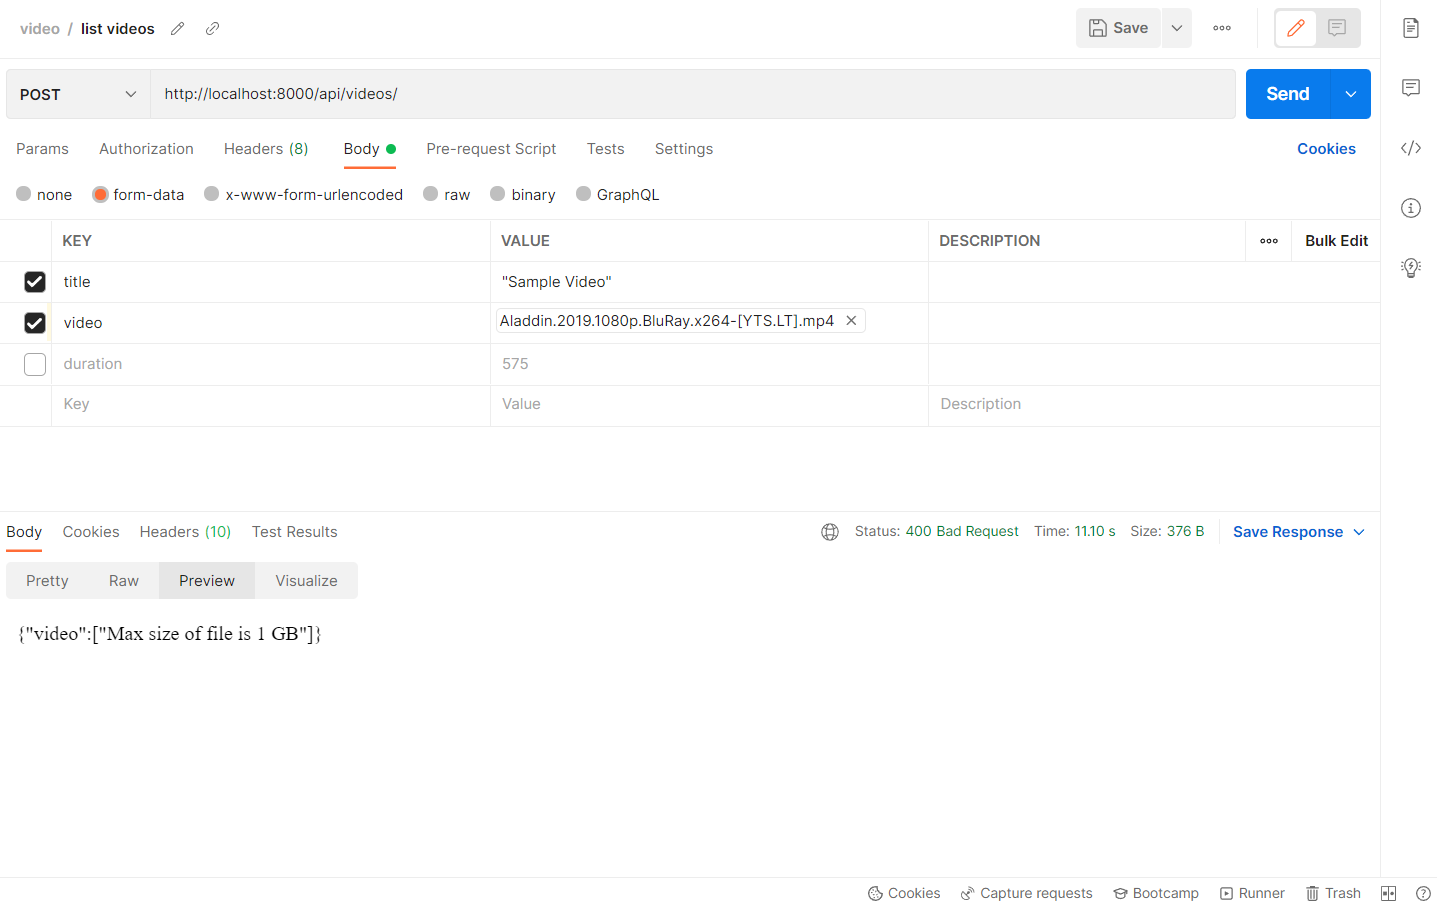 video / list videos
Save
POST
http://localhost:8000/api/videos/
Send
Params Authorization Headers (8) Body Pre-request Script Tests Settings Cookies
none form-data x-www-form-urlencoded raw binary GraphQL
KEY VALUE DESCRIPTION Bulk Edit
title "Sample Video"
video Aladdin.2019.1080p.BluRay.x264-[YTS.LT].mp4
duration 575
Key Value Description
Body Cookies Headers (10) Test Results Status: 400 Bad Request Time: 11.10 s Size: 376 B Save Response
Pretty Raw Preview Visualize
{"video":["Max size of file is 1 GB"]}
Cookies Capture requests Bootcamp Runner Trash